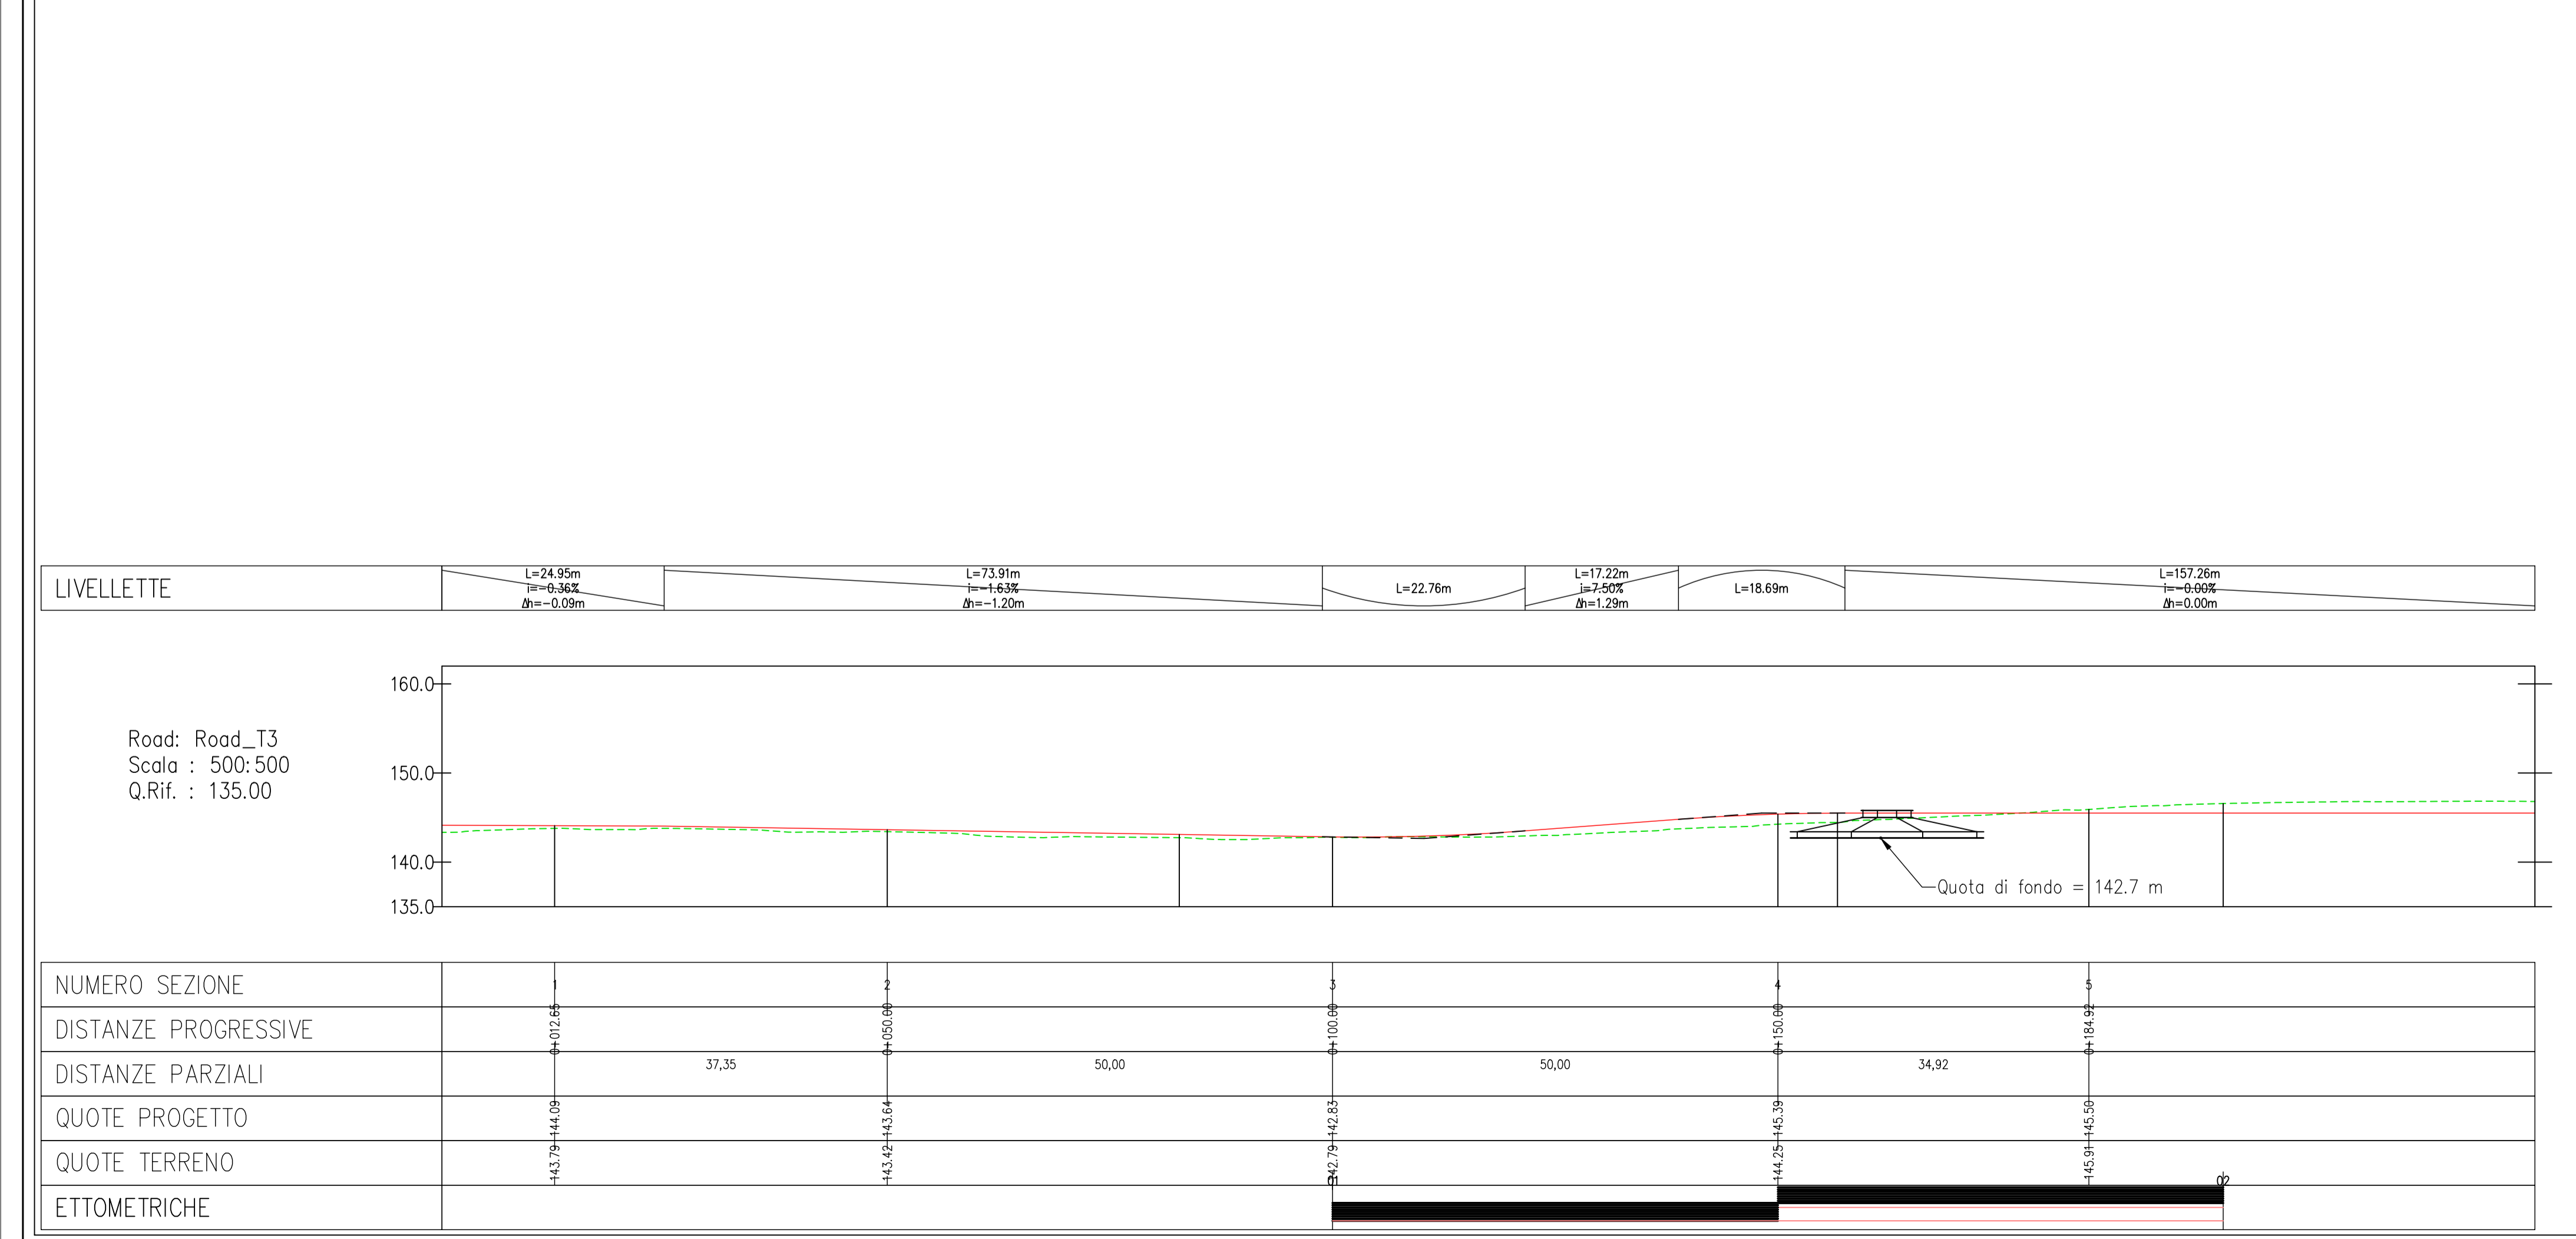 LIVELLETTE
L=24.95m
i=-0.36%
Δh=-0.09m
L=73.91m
i=-1.63%
Δh=-1.20m
L=22.76m
L=17.22m
i=7.50%
Δh=1.29m
L=18.69m
L=157.26m
i=-0.00%
Δh=0.00m
160.0
150.0
140.0
135.0
Road: Road_T3
Scala : 500:500
Q.Rif. : 135.00
Quota di fondo = 142.7 m
NUMERO SEZIONE
1 2 3 4 5
DISTANZE PROGRESSIVE
0+012.65 0+050.00 0+100.00 0+150.00 0+184.92
DISTANZE PARZIALI
37,35 50,00 50,00 34,92
QUOTE PROGETTO
144.09 143.64 142.83 145.39 145.50
QUOTE TERRENO
143.79 143.42 142.79 144.25 145.91
ETTOMETRICHE
01 02